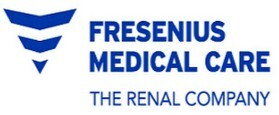 FRESENIUS
MEDICAL CARE
THE RENAL COMPANY